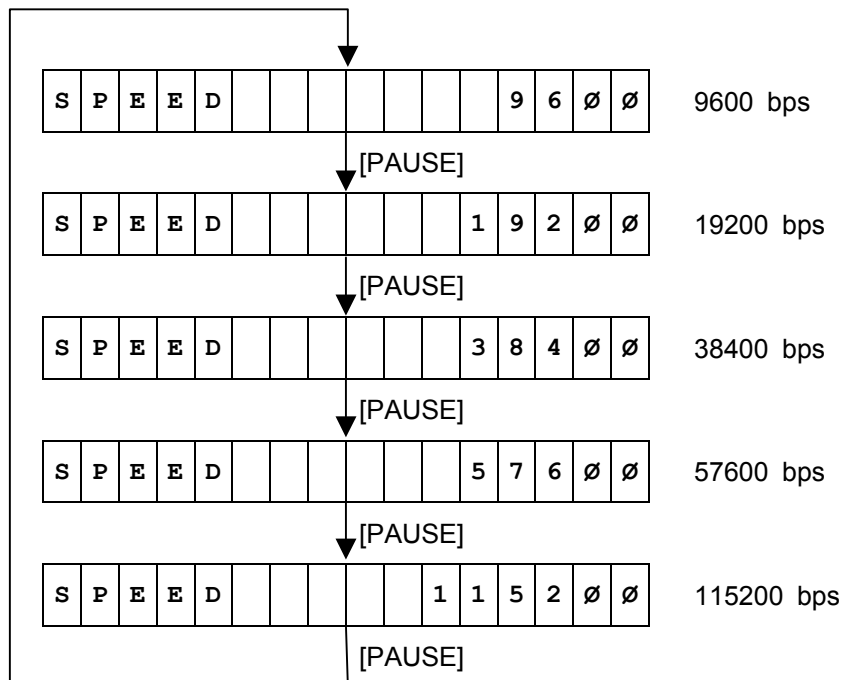 SPEED 96ØØ 9600 bps
[PAUSE]
SPEED 192ØØ 19200 bps
[PAUSE]
SPEED 384ØØ 38400 bps
[PAUSE]
SPEED 576ØØ 57600 bps
[PAUSE]
SPEED 1152ØØ 115200 bps
[PAUSE]